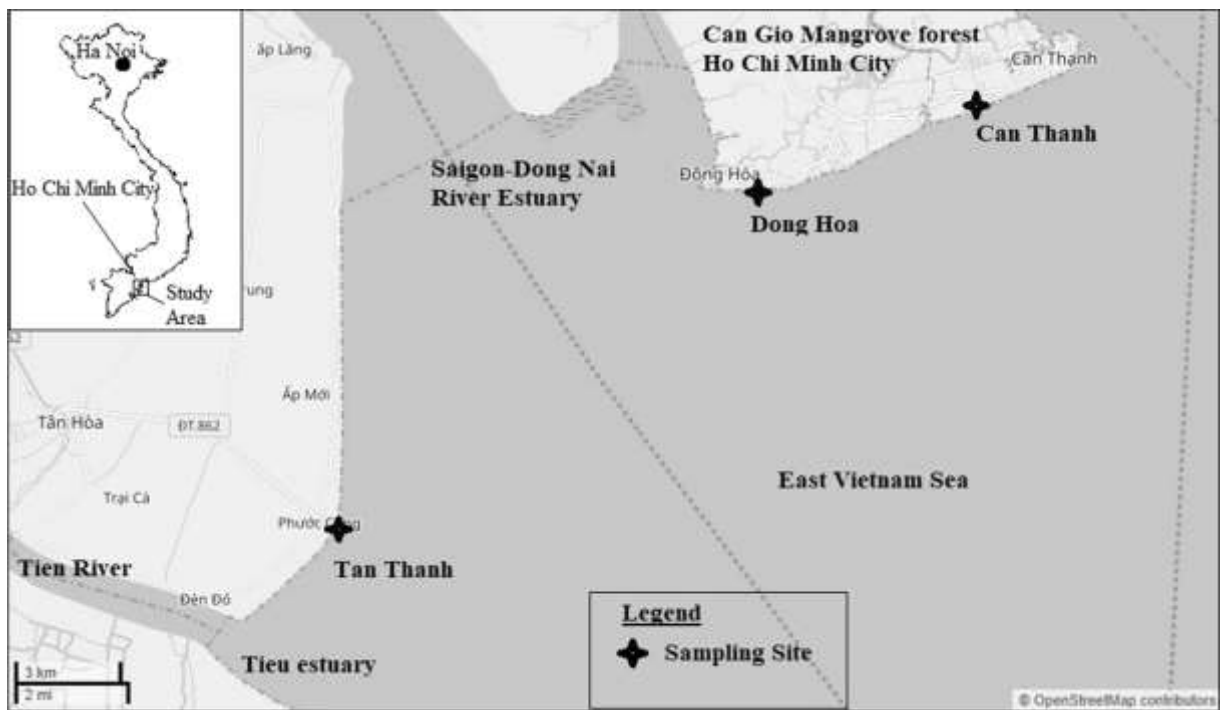 Ha Noi
Ho Chi Minh City
Study
Area
ấp Láng
Can Gio Mangrove forest
Ho Chi Minh City
Cần Thạnh
Can Thanh
Saigon-Dong Nai
River Estuary
Đông Hòa
Dong Hoa
rung
Ấp Mới
Tân Hòa
ĐT.862
East Vietnam Sea
Trại Cá
Phước
Tan Thanh
Tien River
Đèn Đỏ
Tieu estuary
Legend
Sampling Site
3 km
2 mi
© OpenStreetMap contributors